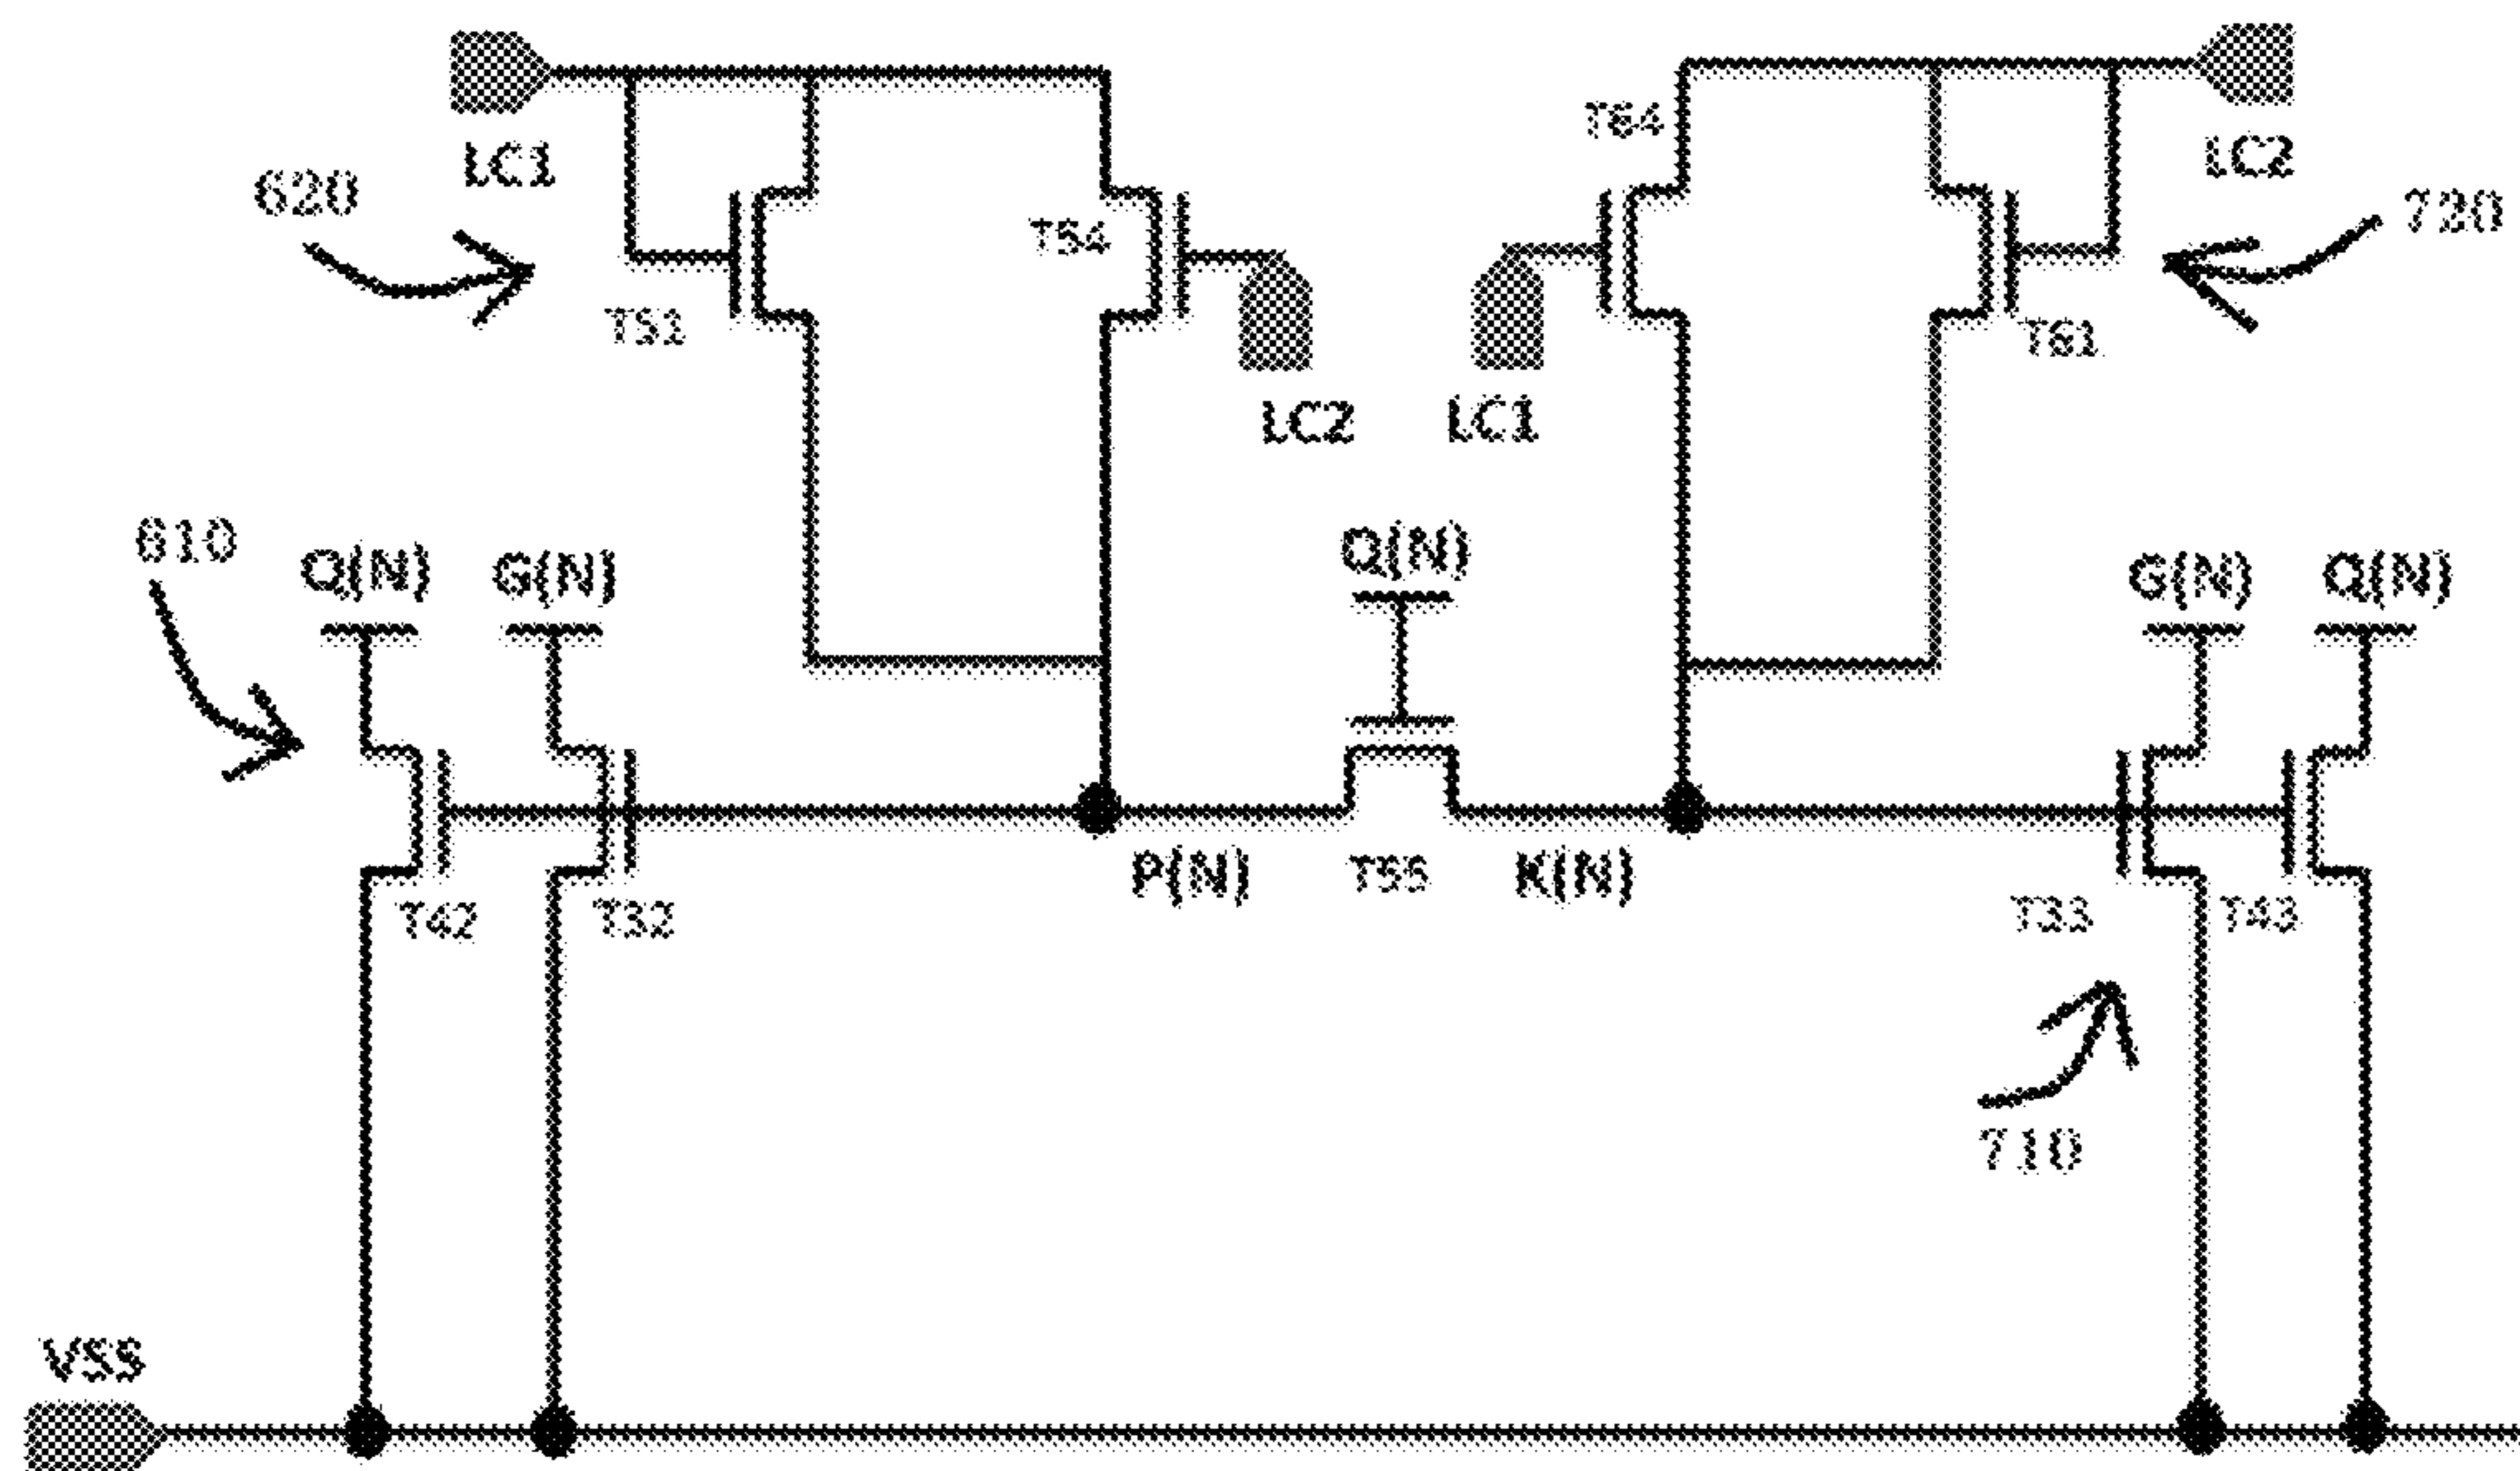 LC1
T64
LC2
620
T54
720
T51
T61
LC2
LC1
610
Q(N)
G(N)
Q(N)
G(N)
Q(N)
P(N)
T55
K(N)
T42
T32
T33
T43
710
VSS